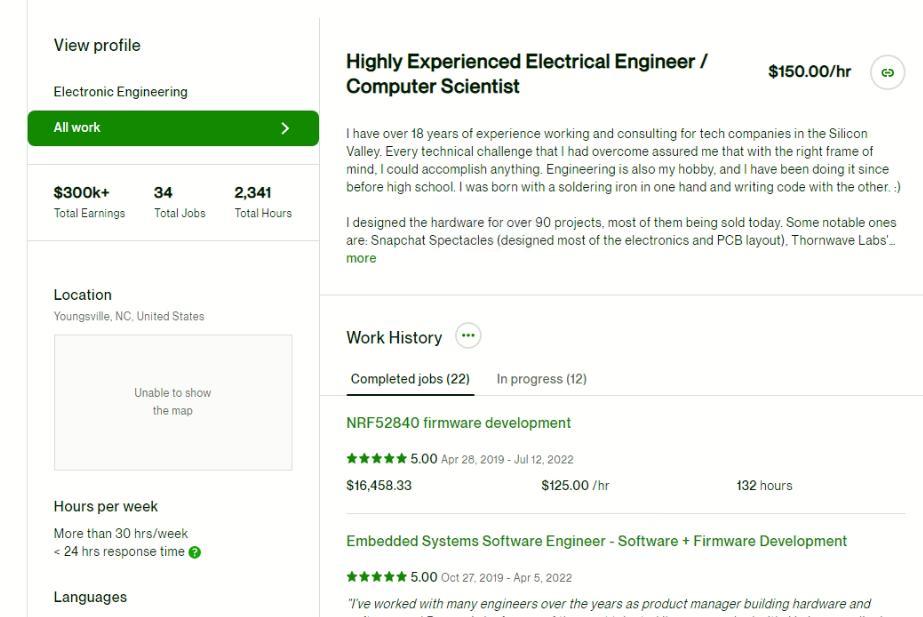 View profile
Electronic Engineering
All work
$300k+
Total Earnings
34
Total Jobs
2,341
Total Hours
Location
Youngsville, NC, United States
Unable to show
the map
Hours per week
More than 30 hrs/week
< 24 hrs response time ?
Languages
Highly Experienced Electrical Engineer /
Computer Scientist
$150.00/hr
I have over 18 years of experience working and consulting for tech companies in the Silicon
Valley. Every technical challenge that I had overcome assured me that with the right frame of
mind, I could accomplish anything. Engineering is also my hobby, and I have been doing it since
before high school. I was born with a soldering iron in one hand and writing code with the other. :)
I designed the hardware for over 90 projects, most of them being sold today. Some notable ones
are: Snapchat Spectacles (designed most of the electronics and PCB layout), Thornwave Labs'...
more
Work History
Completed jobs (22)
In progress (12)
NRF52840 firmware development
5.00 Apr 28, 2019 - Jul 12, 2022
$16,458.33
$125.00 /hr
132 hours
Embedded Systems Software Engineer - Software + Firmware Development
5.00 Oct 27, 2019 - Apr 5, 2022
"I've worked with many engineers over the years as product manager building hardware and